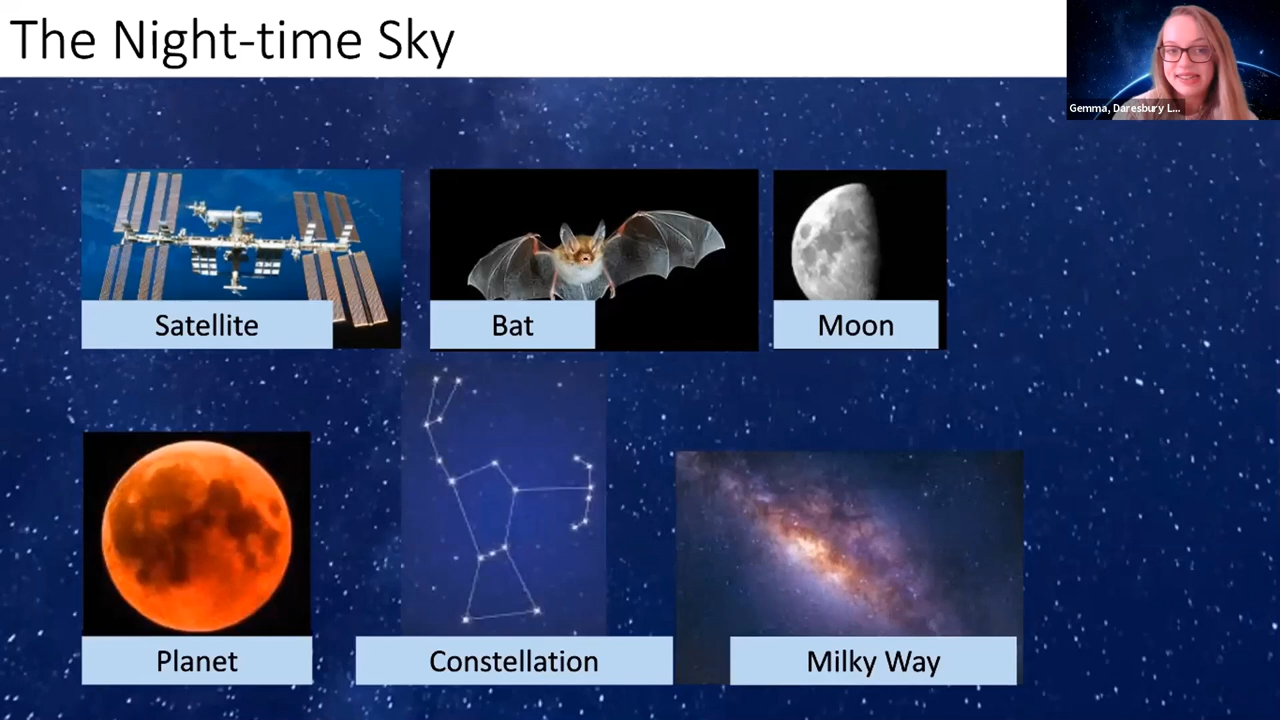 The Night-time Sky
Gemma, Daresbury L...
Satellite
Bat
Moon
Planet
Constellation
Milky Way